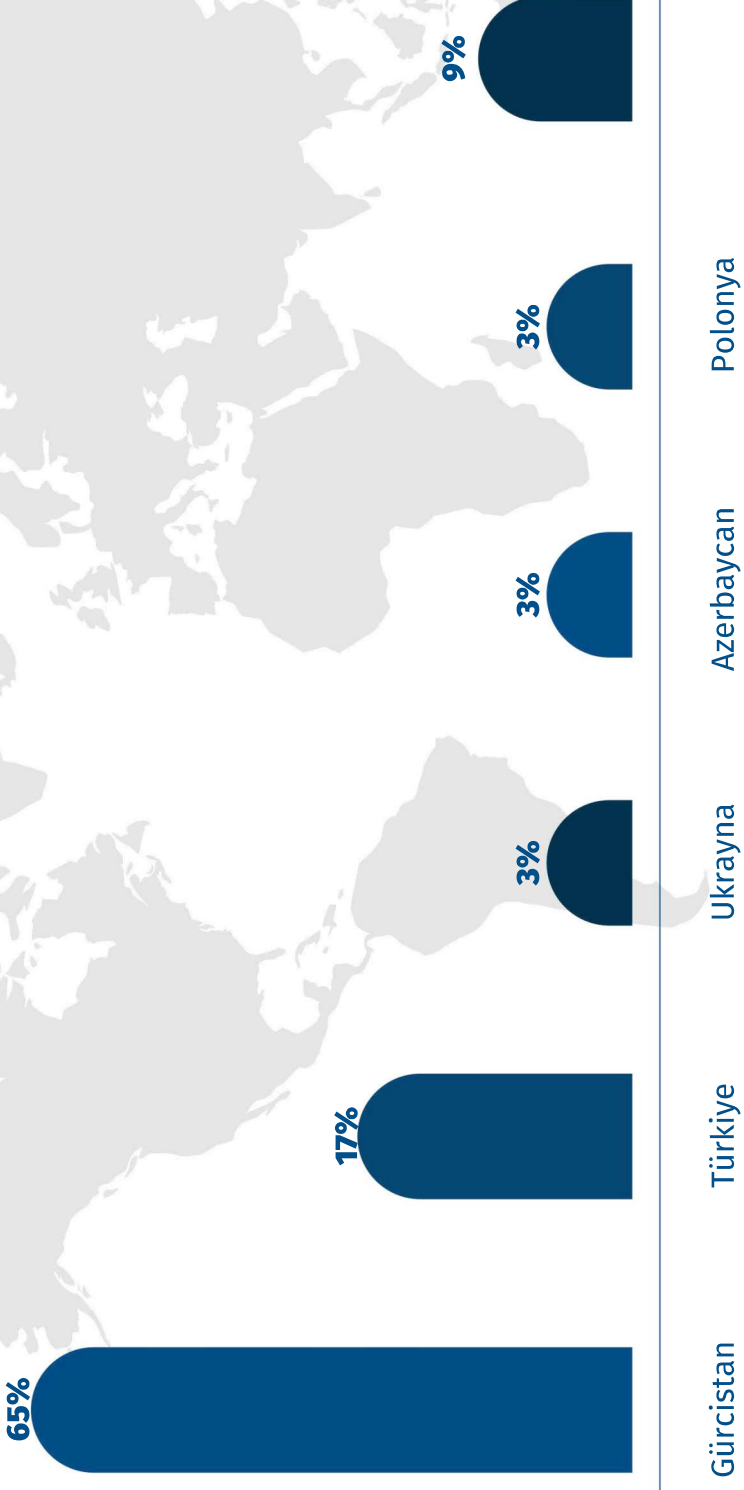 65%
17%
3%
3%
3%
9%
Gürcistan
Türkiye
Ukrayna
Azerbaycan
Polonya